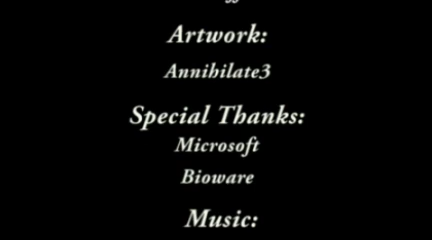 Artwork:
Annihilate3
Special Thanks:
Microsoft
Bioware
Music: